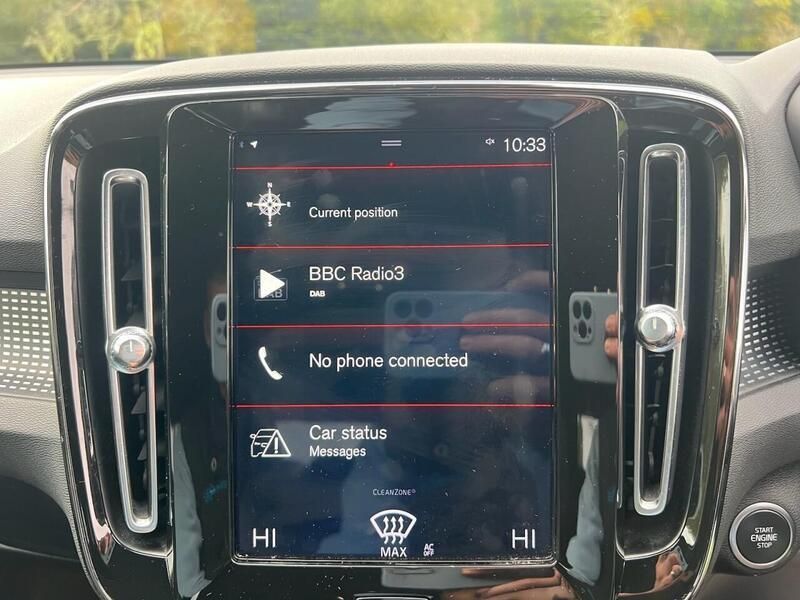 10:33
N
W E
S
Current position
BBC Radio3
DAB
DAB
No phone connected
Car status
Messages
CLEANZONE®
HI
MAX
AC
OFF
HI
START
ENGINE
STOP